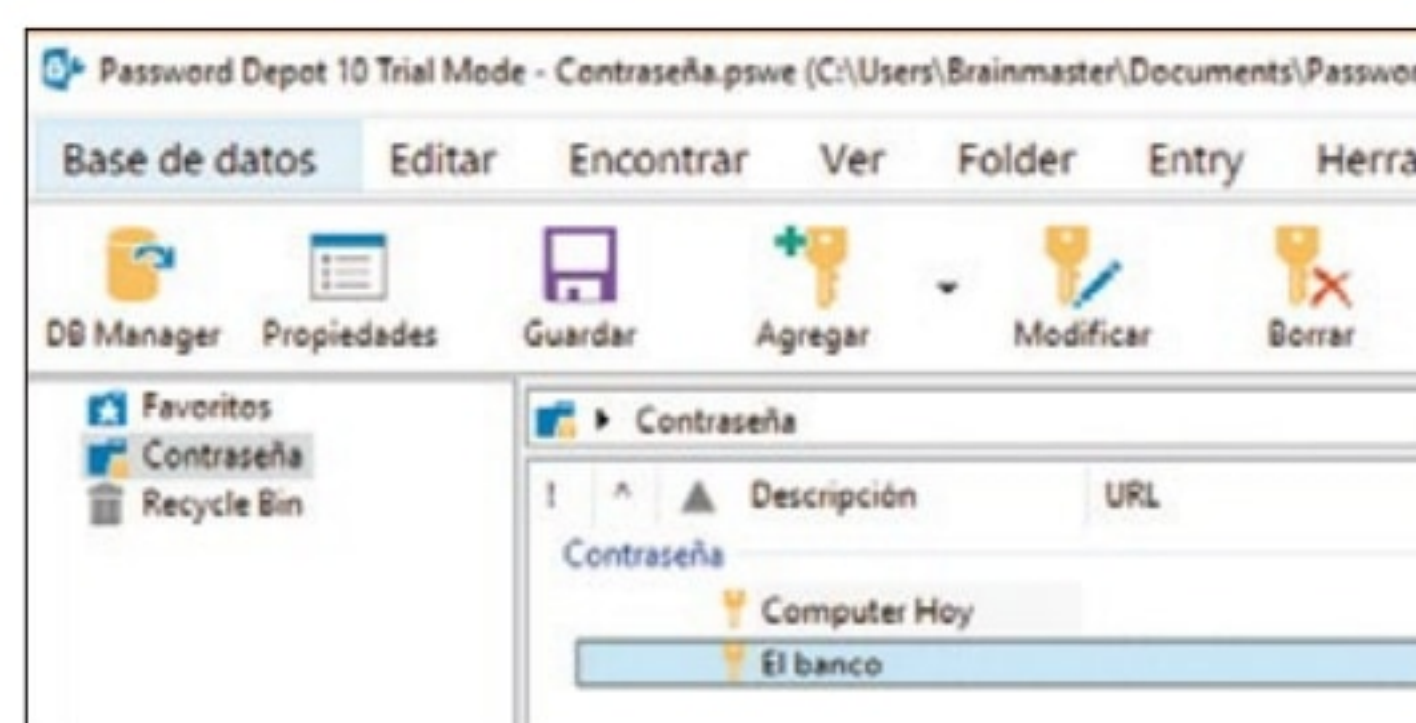 Password Depot 10 Trial Mode - Contraseña.pswe (C:\Users\Brainmaster\Documents\Passwor
Base de datos Editar Encontrar Ver Folder Entry Herra
DB Manager Propiedades Guardar Agregar Modificar Borrar
Favoritos
Contraseña
Recycle Bin
Contraseña
! ^ Descripción URL
Contraseña
Computer Hoy
El banco